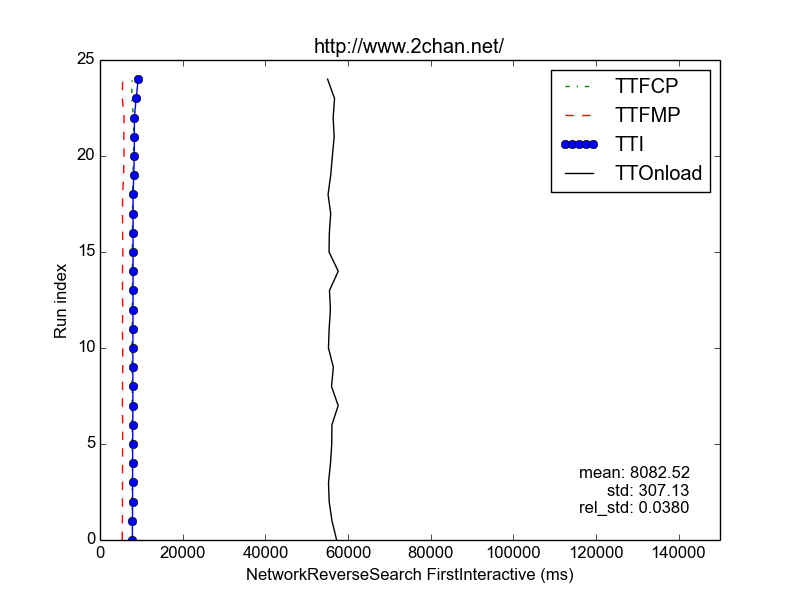 http://www.2chan.net/
25
20
15
10
5
0
Run index
TTFCP
TTFMP
TTI
TTOnload
mean: 8082.52
std: 307.13
rel_std: 0.0380
0 20000 40000 60000 80000 100000 120000 140000
NetworkReverseSearch FirstInteractive (ms)